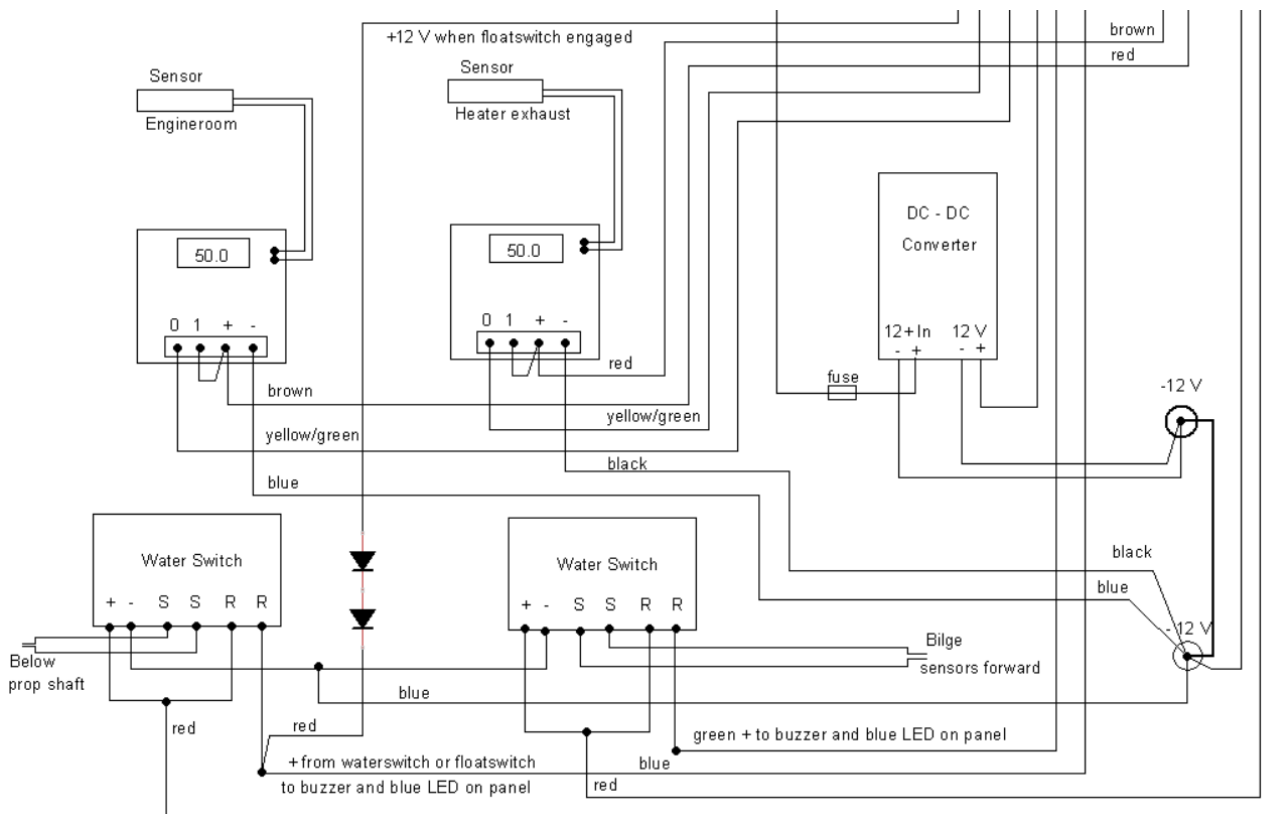 +12 V when floatswitch engaged
brown
red
Sensor
Engineroom
Sensor
Heater exhaust
DC - DC
Converter
50.0
50.0
0 1 + -
0 1 + -
12+In 12 V
- + - +
red
fuse
-12 V
brown
yellow/green
yellow/green
black
blue
black
blue
Water Switch
+ - S S R R
Water Switch
+ - S S R R
- 12 V
Below
prop shaft
Bilge
sensors forward
blue
red
red
green + to buzzer and blue LED on panel
+ from waterswitch or floatswitch
to buzzer and blue LED on panel
blue
red